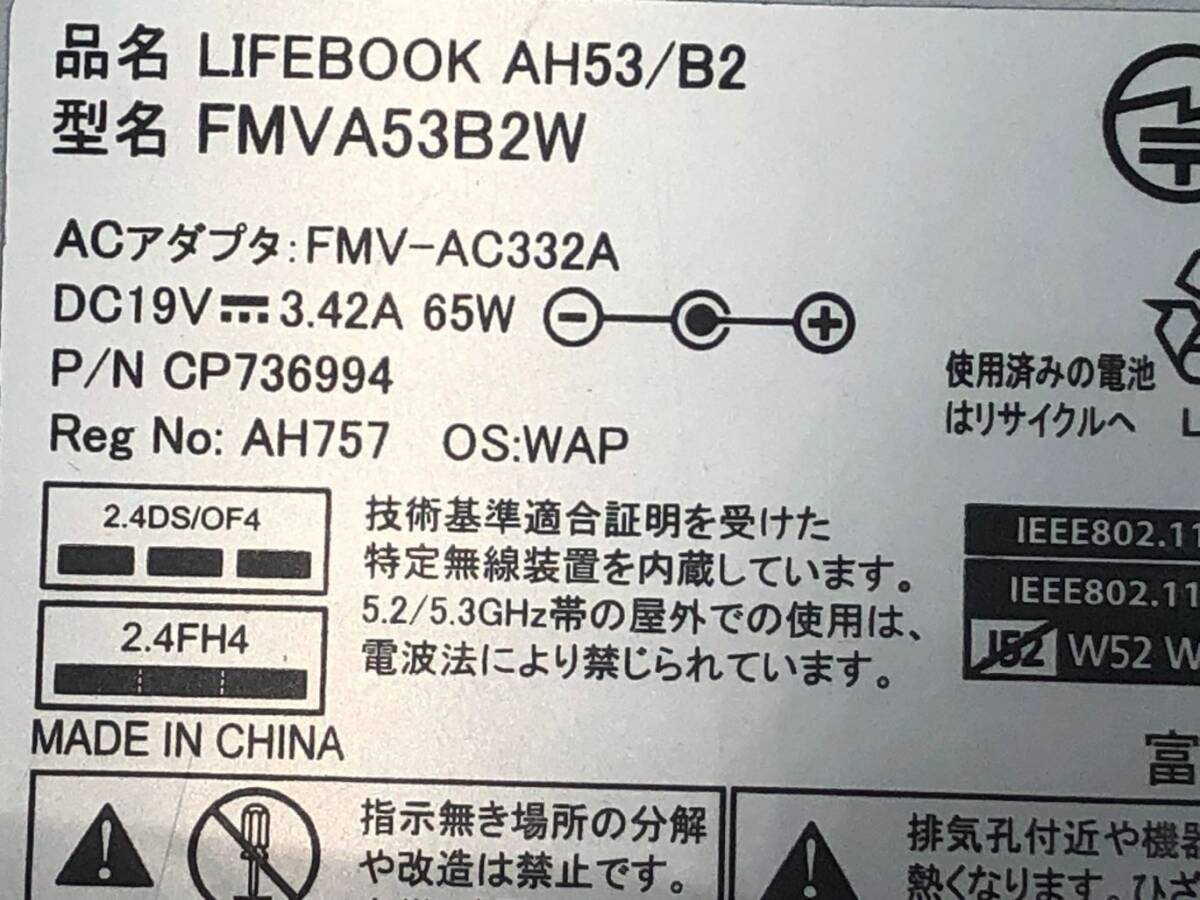 品名 LIFEBOOK AH53/B2
型名 FMVA53B2W
ACアダプタ:FMV-AC332A
DC19V 3.42A 65W
P/N CP736994
Reg No: AH757 OS:WAP
使用済みの電池
はリサイクルへ
2.4DS/OF4
2.4FH4
技術基準適合証明を受けた
特定無線装置を内蔵しています。
5.2/5.3GHz帯の屋外での使用は、
電波法により禁じられています。
IEEE802.11
IEEE802.11
J52 W52 W
MADE IN CHINA
富
指示無き場所の分解
や改造は禁止です。
排気孔付近や機器
熱くなります。ひざ